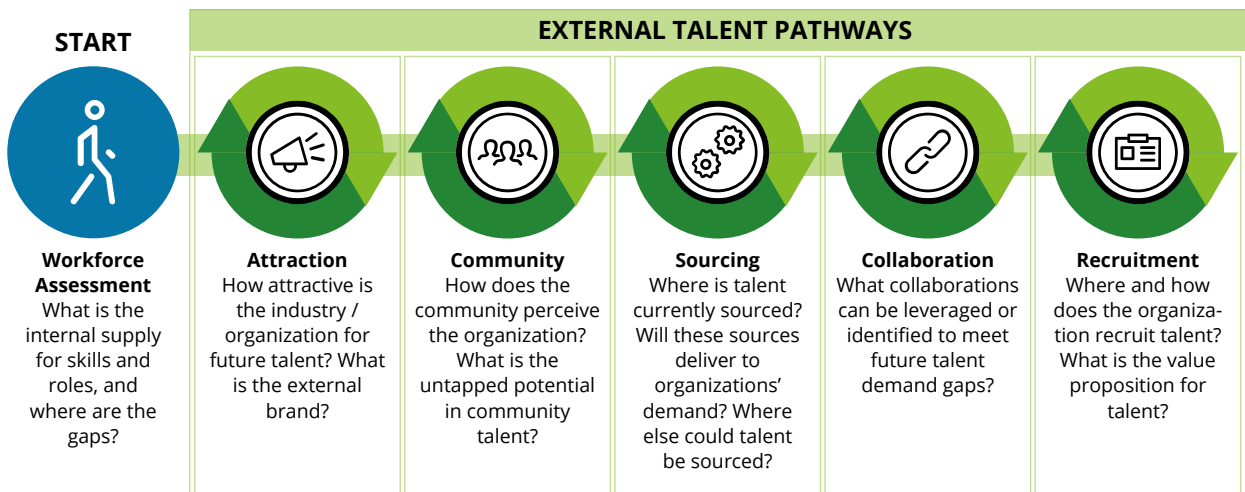 START
EXTERNAL TALENT PATHWAYS
Workforce
Assessment
What is the
internal supply
for skills and
roles, and
where are the
gaps?
Attraction
How attractive is
the industry /
organization for
future talent? What
is the external
brand?
Community
How does the
community perceive
the organization?
What is the
untapped potential
in community
talent?
Sourcing
Where is talent
currently sourced?
Will these sources
deliver to
organizations’
demand? Where
else could talent
be sourced?
Collaboration
What collaborations
can be leveraged or
identified to meet
future talent
demand gaps?
Recruitment
Where and how
does the organiza-
tion recruit talent?
What is the value
proposition for
talent?